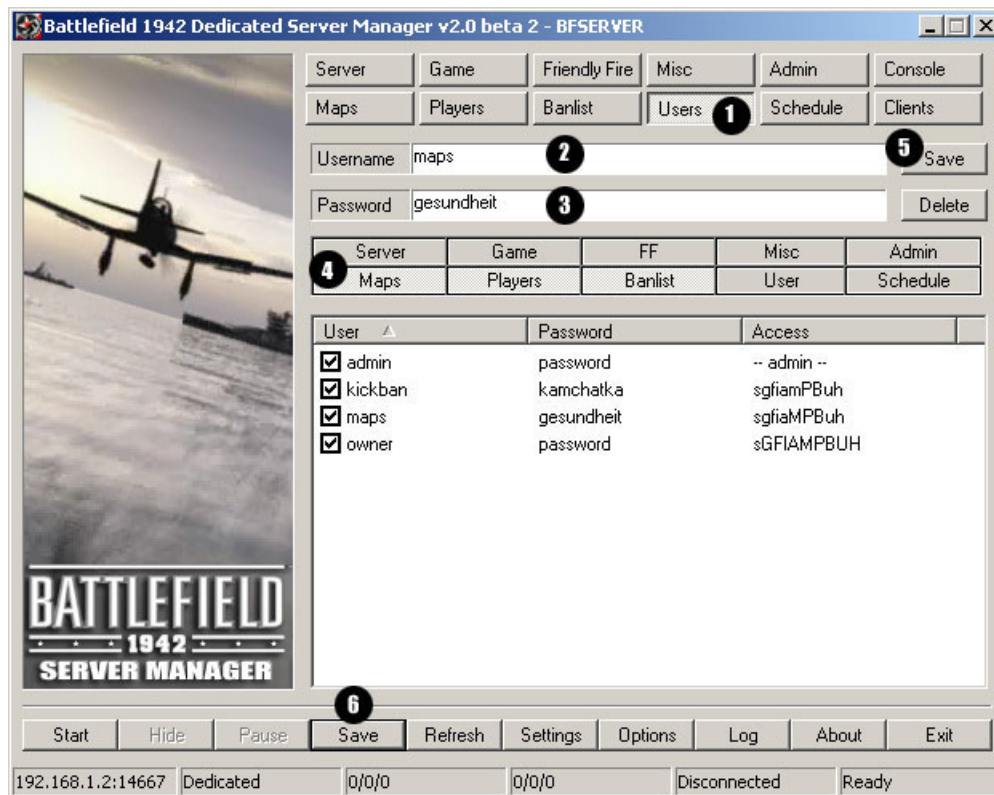 Battlefield 1942 Dedicated Server Manager v2.0 beta 2 - BFSERVER
Server Game Friendly Fire Misc Admin Console
Maps Players Banlist Users 1 Schedule Clients
Username maps 2 5 Save
Password gesundheit 3 Delete
Server Game FF Misc Admin
4
Maps Players Banlist User Schedule
User Password Access
admin password -- admin --
kickban kamchatka sgfiamPBuh
maps gesundheit sgfiaMPBuh
owner password sGFIAMPBUH
BATTLEFIELD
1942
SERVER MANAGER
6
Start Hide Pause Save Refresh Settings Options Log About Exit
192.168.1.2:14667 Dedicated 0/0/0 0/0/0 Disconnected Ready